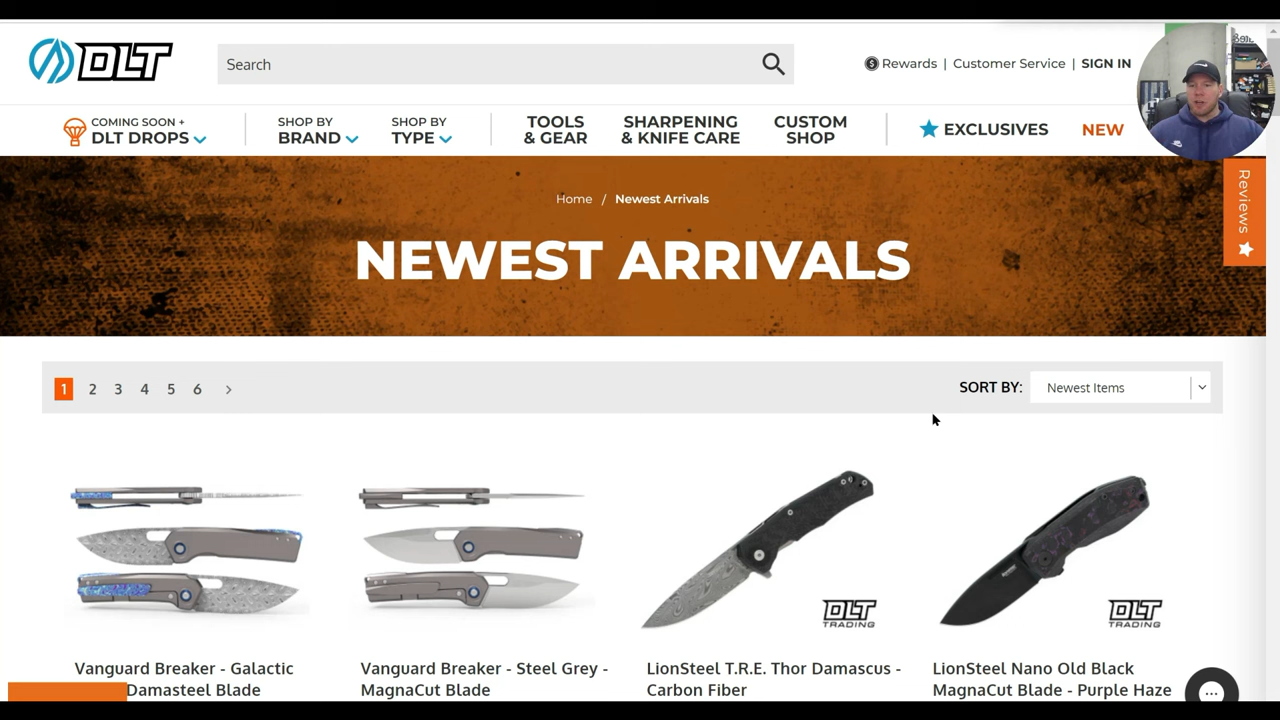 DLT
Search
Rewards | Customer Service | SIGN IN
COMING SOON +
DLT DROPS
SHOP BY
BRAND
SHOP BY
TYPE
TOOLS
& GEAR
SHARPENING
& KNIFE CARE
CUSTOM
SHOP
EXCLUSIVES
NEW
Reviews
Home / Newest Arrivals
NEWEST ARRIVALS
1 2 3 4 5 6 >
SORT BY: Newest Items
DLT
TRADING
DLT
TRADING
Vanguard Breaker - Galactic
Damasteel Blade
Vanguard Breaker - Steel Grey -
MagnaCut Blade
LionSteel T.R.E. Thor Damascus -
Carbon Fiber
LionSteel Nano Old Black
MagnaCut Blade - Purple Haze